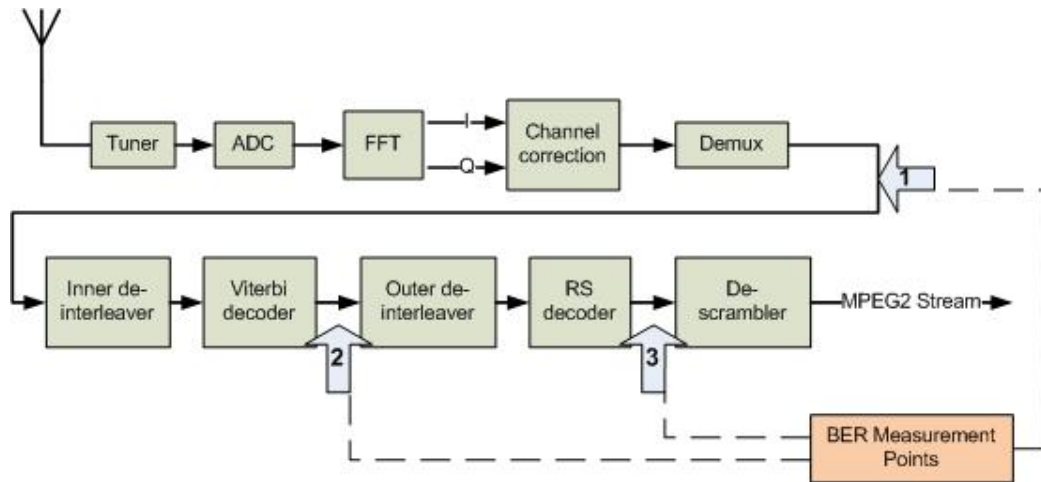 Tuner
ADC
FFT
I
Q
Channel
correction
Demux
1
Inner de-
interleaver
Viterbi
decoder
Outer de-
interleaver
RS
decoder
De-
scrambler
MPEG2 Stream
2
3
BER Measurement
Points